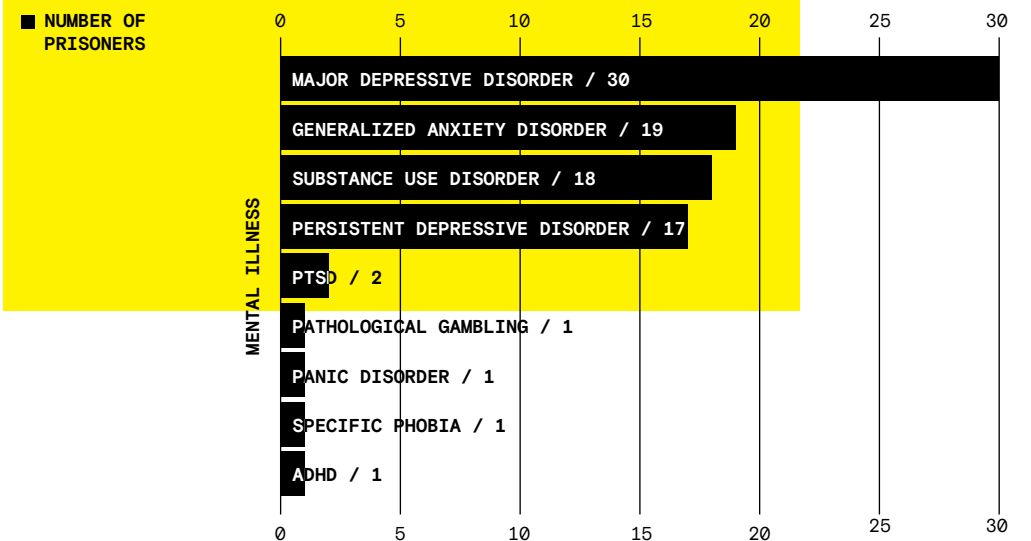 NUMBER OF
PRISONERS
0 5 10 15 20 25 30
MENTAL ILLNESS
MAJOR DEPRESSIVE DISORDER / 30
GENERALIZED ANXIETY DISORDER / 19
SUBSTANCE USE DISORDER / 18
PERSISTENT DEPRESSIVE DISORDER / 17
PTSD / 2
PATHOLOGICAL GAMBLING / 1
PANIC DISORDER / 1
SPECIFIC PHOBIA / 1
ADHD / 1
0 5 10 15 20 25 30